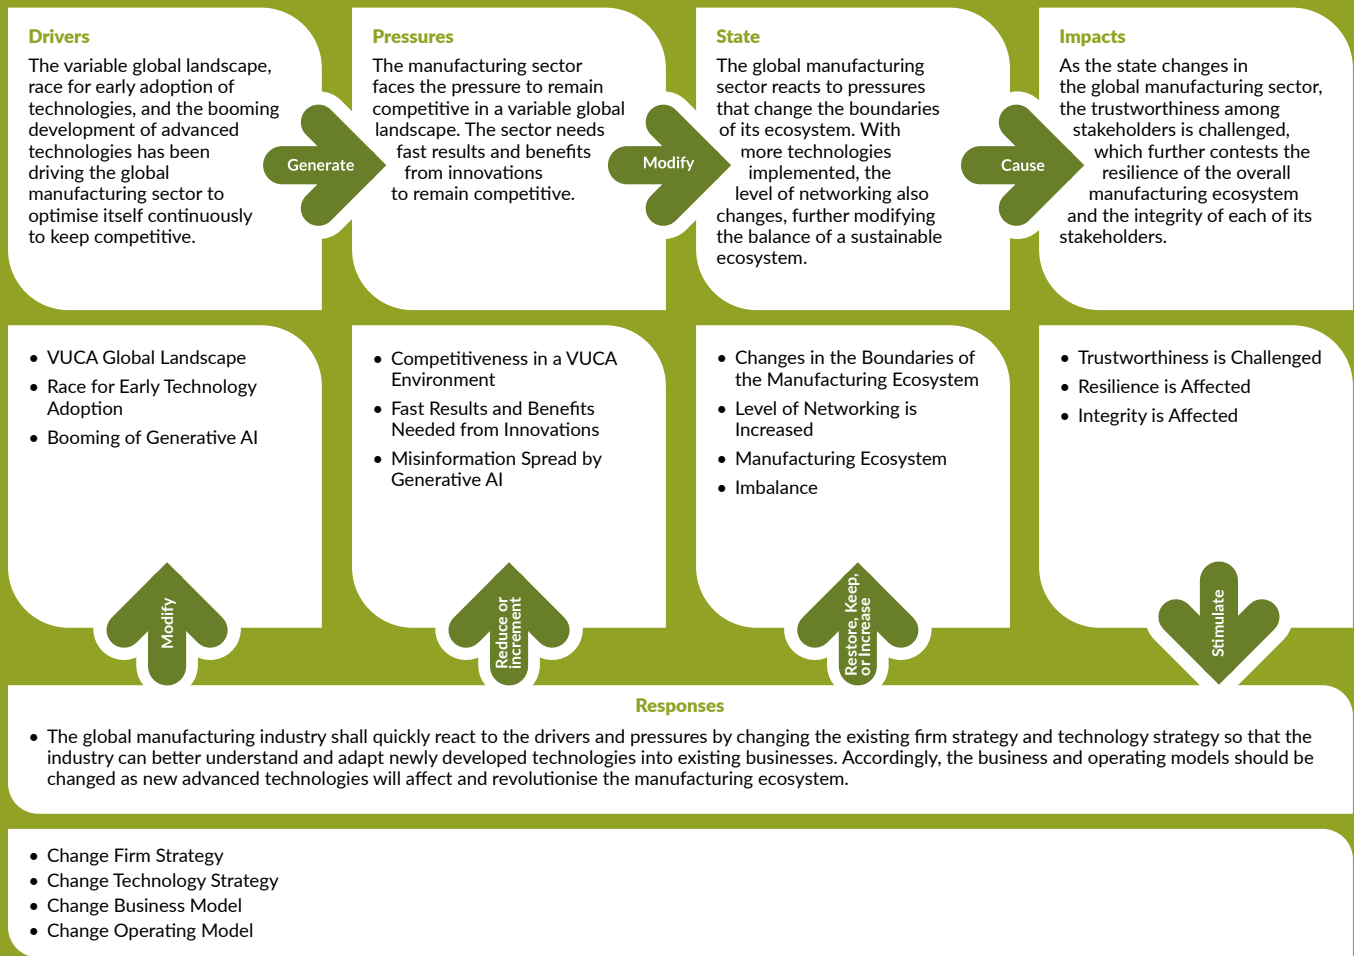 Drivers
The variable global landscape,
race for early adoption of
technologies, and the booming
development of advanced
technologies has been
driving the global
manufacturing sector to
optimise itself continuously
to keep competitive.
Generate
Pressures
The manufacturing sector
faces the pressure to remain
competitive in a variable global
landscape. The sector needs
fast results and benefits
from innovations
to remain competitive.
Modify
State
The global manufacturing
sector reacts to pressures
that change the boundaries
of its ecosystem. With
more technologies
implemented, the
level of networking also
changes, further modifying
the balance of a sustainable
ecosystem.
Cause
Impacts
As the state changes in
the global manufacturing sector,
the trustworthiness among
stakeholders is challenged,
which further contests the
resilience of the overall
manufacturing ecosystem
and the integrity of each of its
stakeholders.
• VUCA Global Landscape
• Race for Early Technology
Adoption
• Booming of Generative AI
Modify
• Competitiveness in a VUCA
Environment
• Fast Results and Benefits
Needed from Innovations
• Misinformation Spread by
Generative AI
Reduce or
increment
• Changes in the Boundaries of
the Manufacturing Ecosystem
• Level of Networking is
Increased
• Manufacturing Ecosystem
• Imbalance
Restore, Keep,
or Increase
• Trustworthiness is Challenged
• Resilience is Affected
• Integrity is Affected
Stimulate
Responses
• The global manufacturing industry shall quickly react to the drivers and pressures by changing the existing firm strategy and technology strategy so that the
industry can better understand and adapt newly developed technologies into existing businesses. Accordingly, the business and operating models should be
changed as new advanced technologies will affect and revolutionise the manufacturing ecosystem.
• Change Firm Strategy
• Change Technology Strategy
• Change Business Model
• Change Operating Model